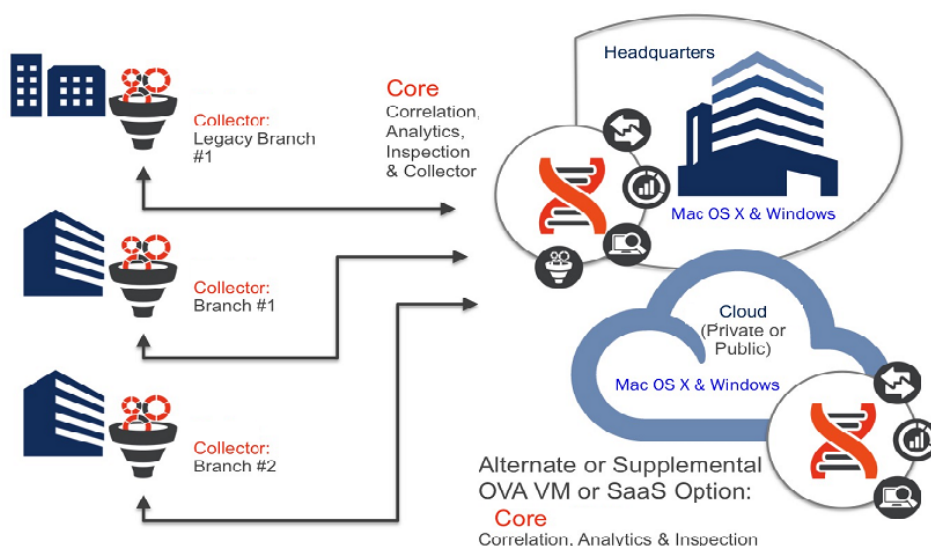 Headquarters
Core
Correlation,
Analytics,
Inspection
& Collector
Collector:
Legacy Branch
#1
Mac OS X & Windows
Collector:
Branch #1
Cloud
(Private or
Public)
Mac OS X & Windows
Collector:
Branch #2
Alternate or Supplemental
OVA VM or SaaS Option:
Core
Correlation, Analytics & Inspection